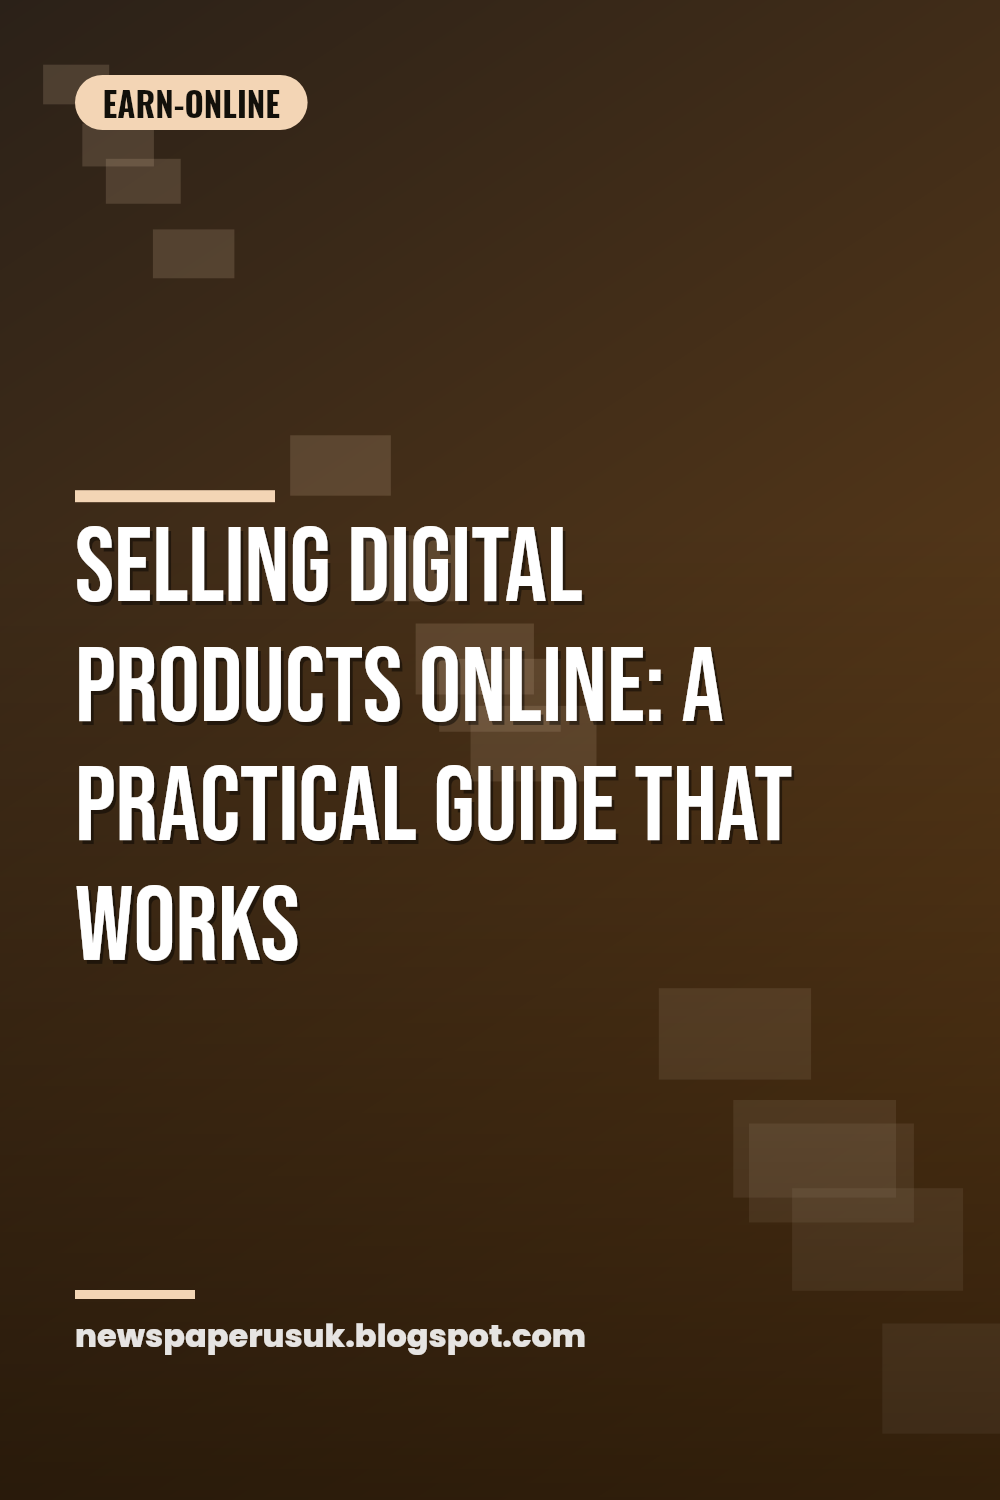 EARN-ONLINE
SELLING DIGITAL
PRODUCTS ONLINE: A
PRACTICAL GUIDE THAT
WORKS
newspaperusuk.blogspot.com